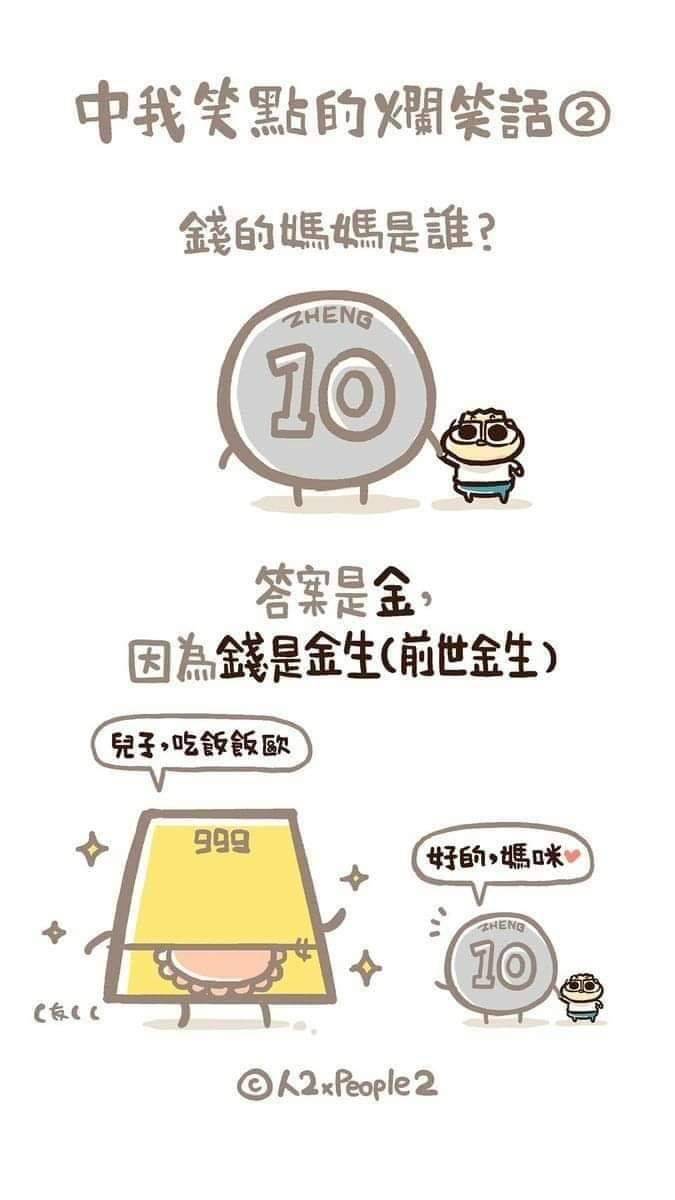 中我笑點的爛笑話②
錢的媽媽是誰?
ZHENG
10
答案是金,
因為錢是金生(前世金生)
兒子,吃飯飯歐
999
好的,媽咪
ZHENG
10
©人2xPeople2